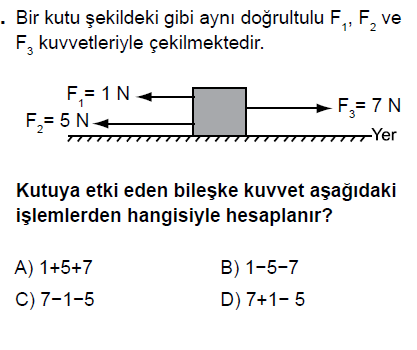 . Bir kutu şekildeki gibi aynı doğrultulu F₁, F₂ ve
F₃ kuvvetleriyle çekilmektedir.
F₁= 1 N
F₂= 5 N
F₃= 7 N
Yer
Kutuya etki eden bileşke kuvvet aşağıdaki
işlemlerden hangisiyle hesaplanır?
A) 1+5+7 B) 1−5−7
C) 7−1−5 D) 7+1− 5